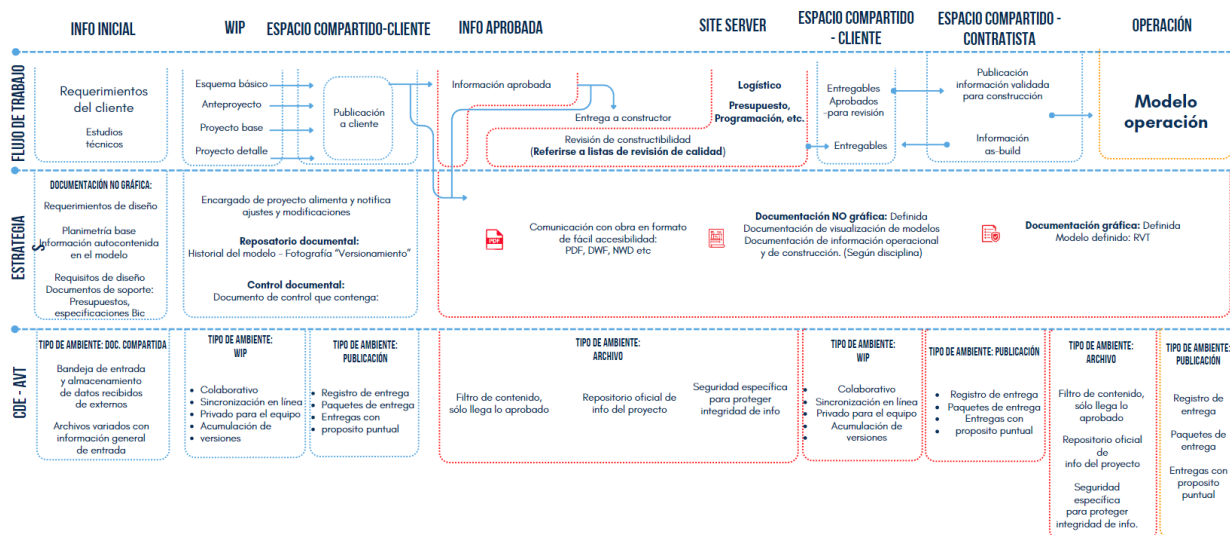 INFO INICIAL
WIP
ESPACIO COMPARTIDO-CLIENTE
INFO APROBADA
SITE SERVER
ESPACIO COMPARTIDO
- CLIENTE
ESPACIO COMPARTIDO -
CONTRATISTA
OPERACIÓN
FLUJO DE TRABAJO
Requerimientos
del cliente
Estudios
técnicos
Esquema básico
Anteproyecto
Proyecto base
Proyecto detalle
Publicación
a cliente
Información aprobada
Entrega a constructor
Revisión de constructibilidad
(Referirse a listas de revisión de calidad)
Logístico
Presupuesto,
Programación, etc.
Entregables
Aprobados
-para revisión
Entregables
Publicación
información validada
para construcción
Información
as-build
Modelo
operación
ESTRATEGIA
S
DOCUMENTACIÓN NO GRÁFICA:
Requerimientos de diseño
Planimetría base
Información autocontenida
en el modelo
Requisitos de diseño
Documentos de soporte:
Presupuestos,
especificaciones Bic
Encargado de proyecto alimenta y notifica
ajustes y modificaciones
Reposatorio documental:
Historial del modelo - Fotografía "Versionamiento"
Control documental:
Documento de control que contenga:
PDF
Comunicación con obra en formato
de fácil accesibilidad:
PDF, DWF, NWD etc
Documentación NO gráfica: Definida
Documentación de visualización de modelos
Documentación de información operacional
y de construcción. (Según disciplina)
Documentación gráfica: Definida
Modelo definido: RVT
CDE - AVT
TIPO DE AMBIENTE: DOC. COMPARTIDA
Bandeja de entrada
y almacenamiento
de datos recibidos
de externos
Archivos variados con
información general
de entrada
TIPO DE AMBIENTE:
WIP
• Colaborativo
• Sincronización en línea
• Privado para el equipo
• Acumulación de
• versiones
TIPO DE AMBIENTE:
PUBLICACIÓN
• Registro de entrega
• Paquetes de entrega
• Entregas con
• proposito puntual
TIPO DE AMBIENTE:
ARCHIVO
Filtro de contenido,
sólo llega lo aprobado
Repositorio oficial de
info del proyecto
Seguridad específica
para proteger
integridad de info
TIPO DE AMBIENTE:
WIP
• Colaborativo
• Sincronización en línea
• Privado para el equipo
• Acumulación de
• versiones
•
TIPO DE AMBIENTE: PUBLICACIÓN
• Registro de entrega
• Paquetes de entrega
• Entregas con
• proposito puntual
TIPO DE AMBIENTE:
ARCHIVO
Filtro de contenido,
sólo llega lo
aprobado
Repositorio oficial
de
info del proyecto
Seguridad
específica
para proteger
integridad de info.
TIPO DE AMBIENTE:
PUBLICACIÓN
Registro de
entrega
Paquetes de
entrega
Entregas con
proposito
puntual